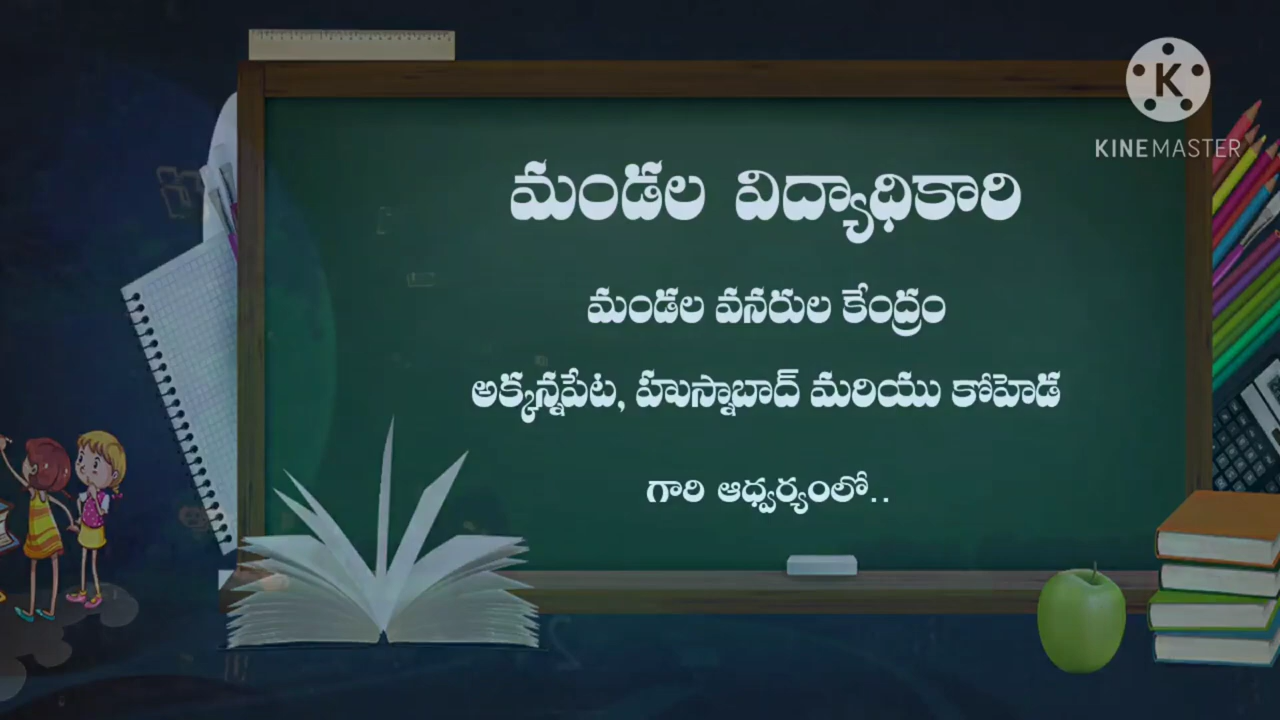 KINEMASTER
మండల విద్యాధికారి
మండల వనరుల కేంద్రం
అక్కన్నపేట, హుస్నాబాద్ మరియు కోహెడ
గారి ఆధ్వర్యంలో..